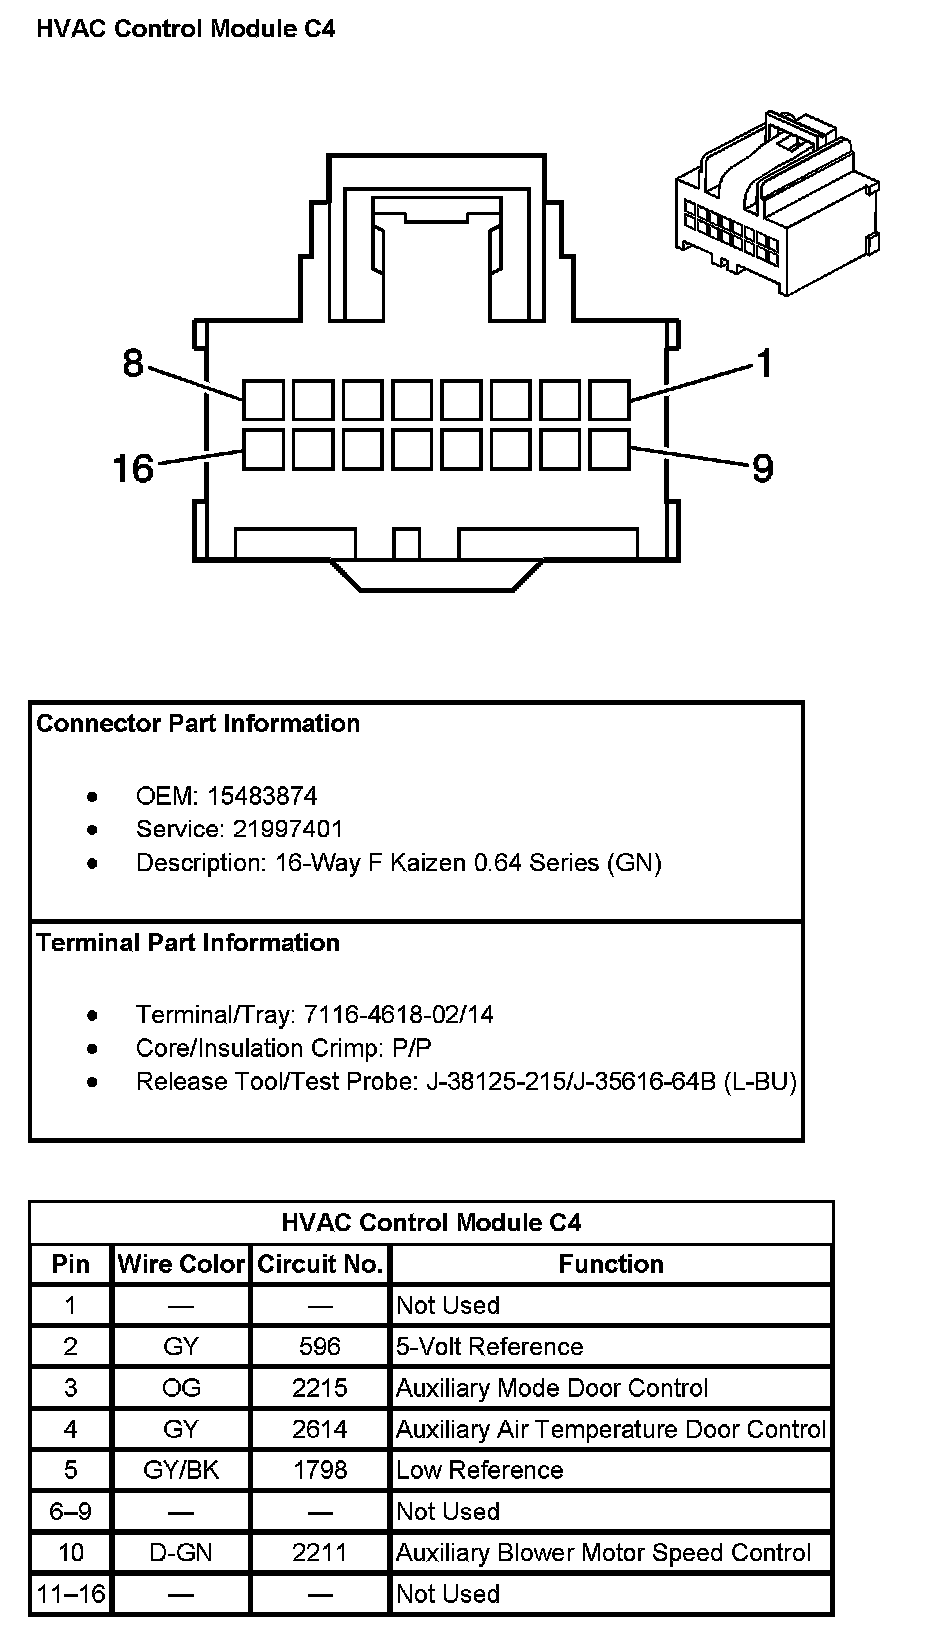 HVAC Control Module C4
8
1
16
9
Connector Part Information
• OEM: 15483874
• Service: 21997401
• Description: 16-Way F Kaizen 0.64 Series (GN)
Terminal Part Information
• Terminal/Tray: 7116-4618-02/14
• Core/Insulation Crimp: P/P
• Release Tool/Test Probe: J-38125-215/J-35616-64B (L-BU)
HVAC Control Module C4
Pin Wire Color Circuit No. Function
1 — — Not Used
2 GY 596 5-Volt Reference
3 OG 2215 Auxiliary Mode Door Control
4 GY 2614 Auxiliary Air Temperature Door Control
5 GY/BK 1798 Low Reference
6–9 — — Not Used
10 D-GN 2211 Auxiliary Blower Motor Speed Control
11–16 — — Not Used